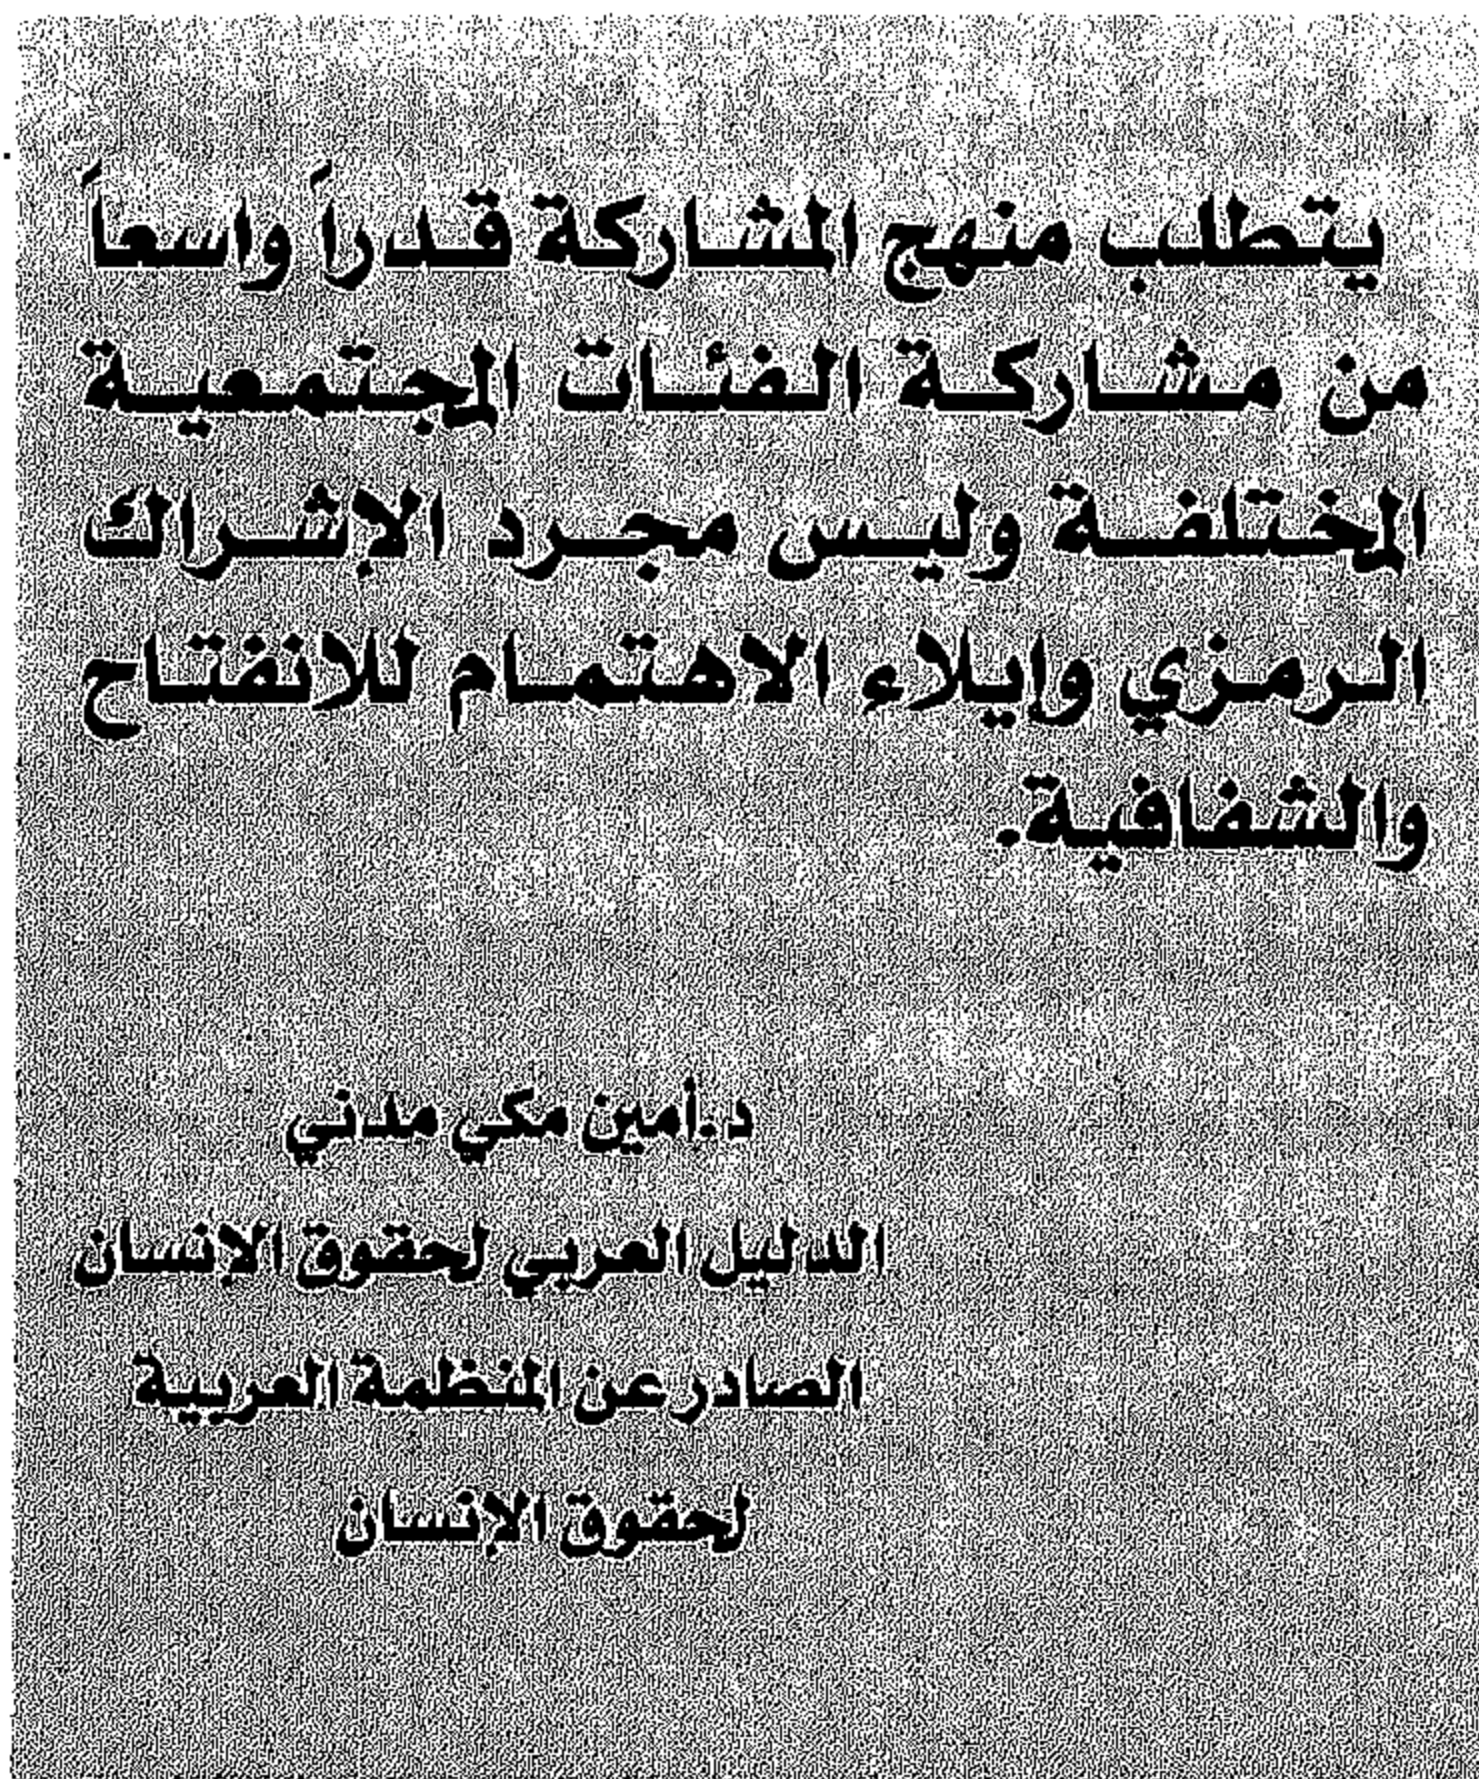 يتطلب منهج المشاركة قدراً واسعاً
من مشاركة الفئات المجتمعية
المختلفة وليس مجرد الإشراك
الرمزي وإيلاء الاهتمام للانفتاح
والشفافية.
د.أمين مكي مدني
الدليل العربي لحقوق الإنسان
الصادر عن المنظمة العربية
لحقوق الإنسان